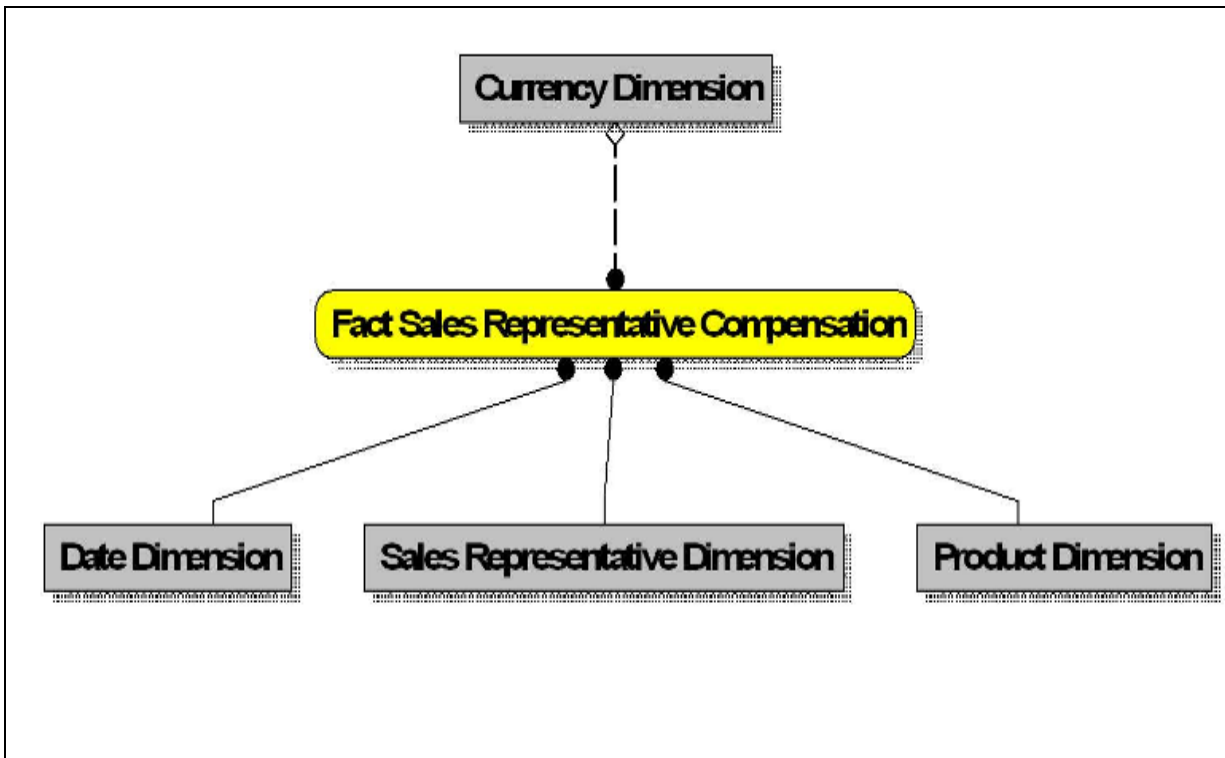 Currency Dimension
Fact Sales Representative Compensation
Date Dimension
Sales Representative Dimension
Product Dimension